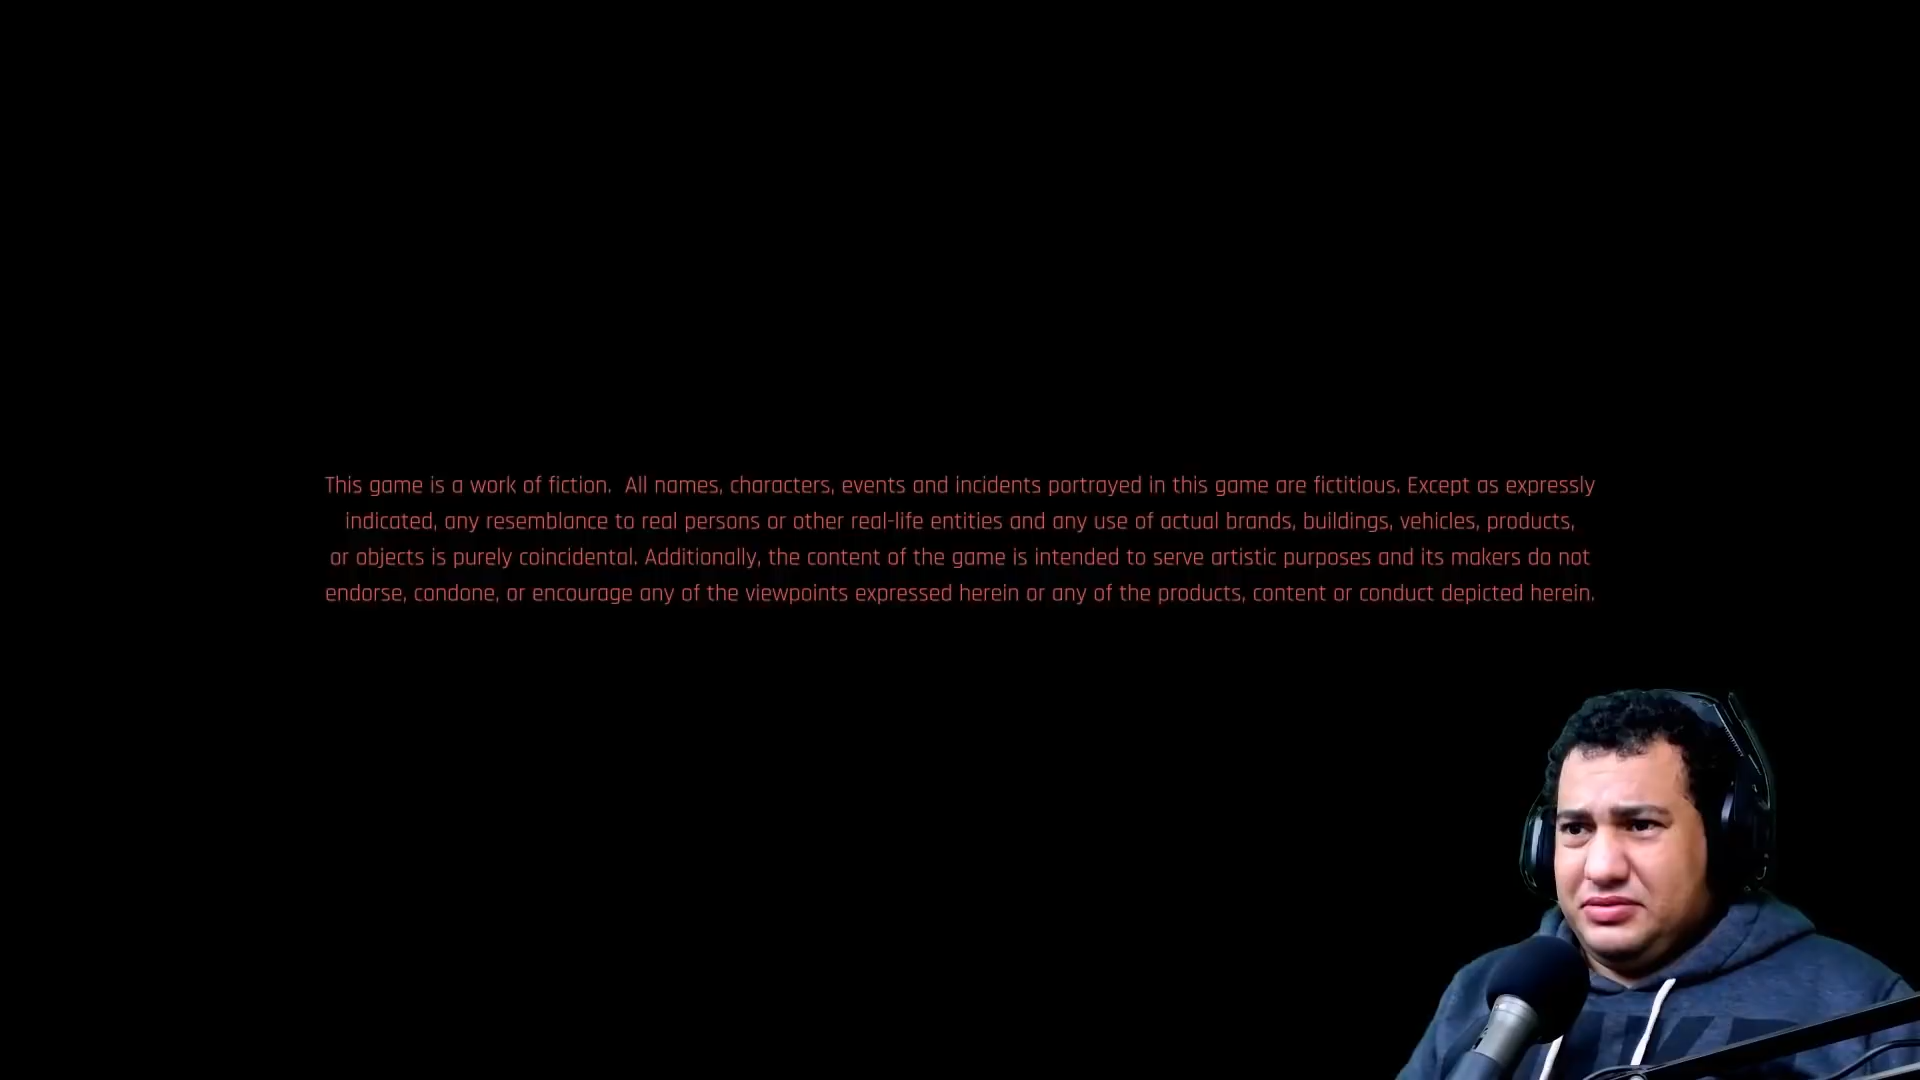 This game is a work of fiction.  All names, characters, events and incidents portrayed in this game are fictitious. Except as expressly
indicated, any resemblance to real persons or other real-life entities and any use of actual brands, buildings, vehicles, products,
or objects is purely coincidental. Additionally, the content of the game is intended to serve artistic purposes and its makers do not
endorse, condone, or encourage any of the viewpoints expressed herein or any of the products, content or conduct depicted herein.